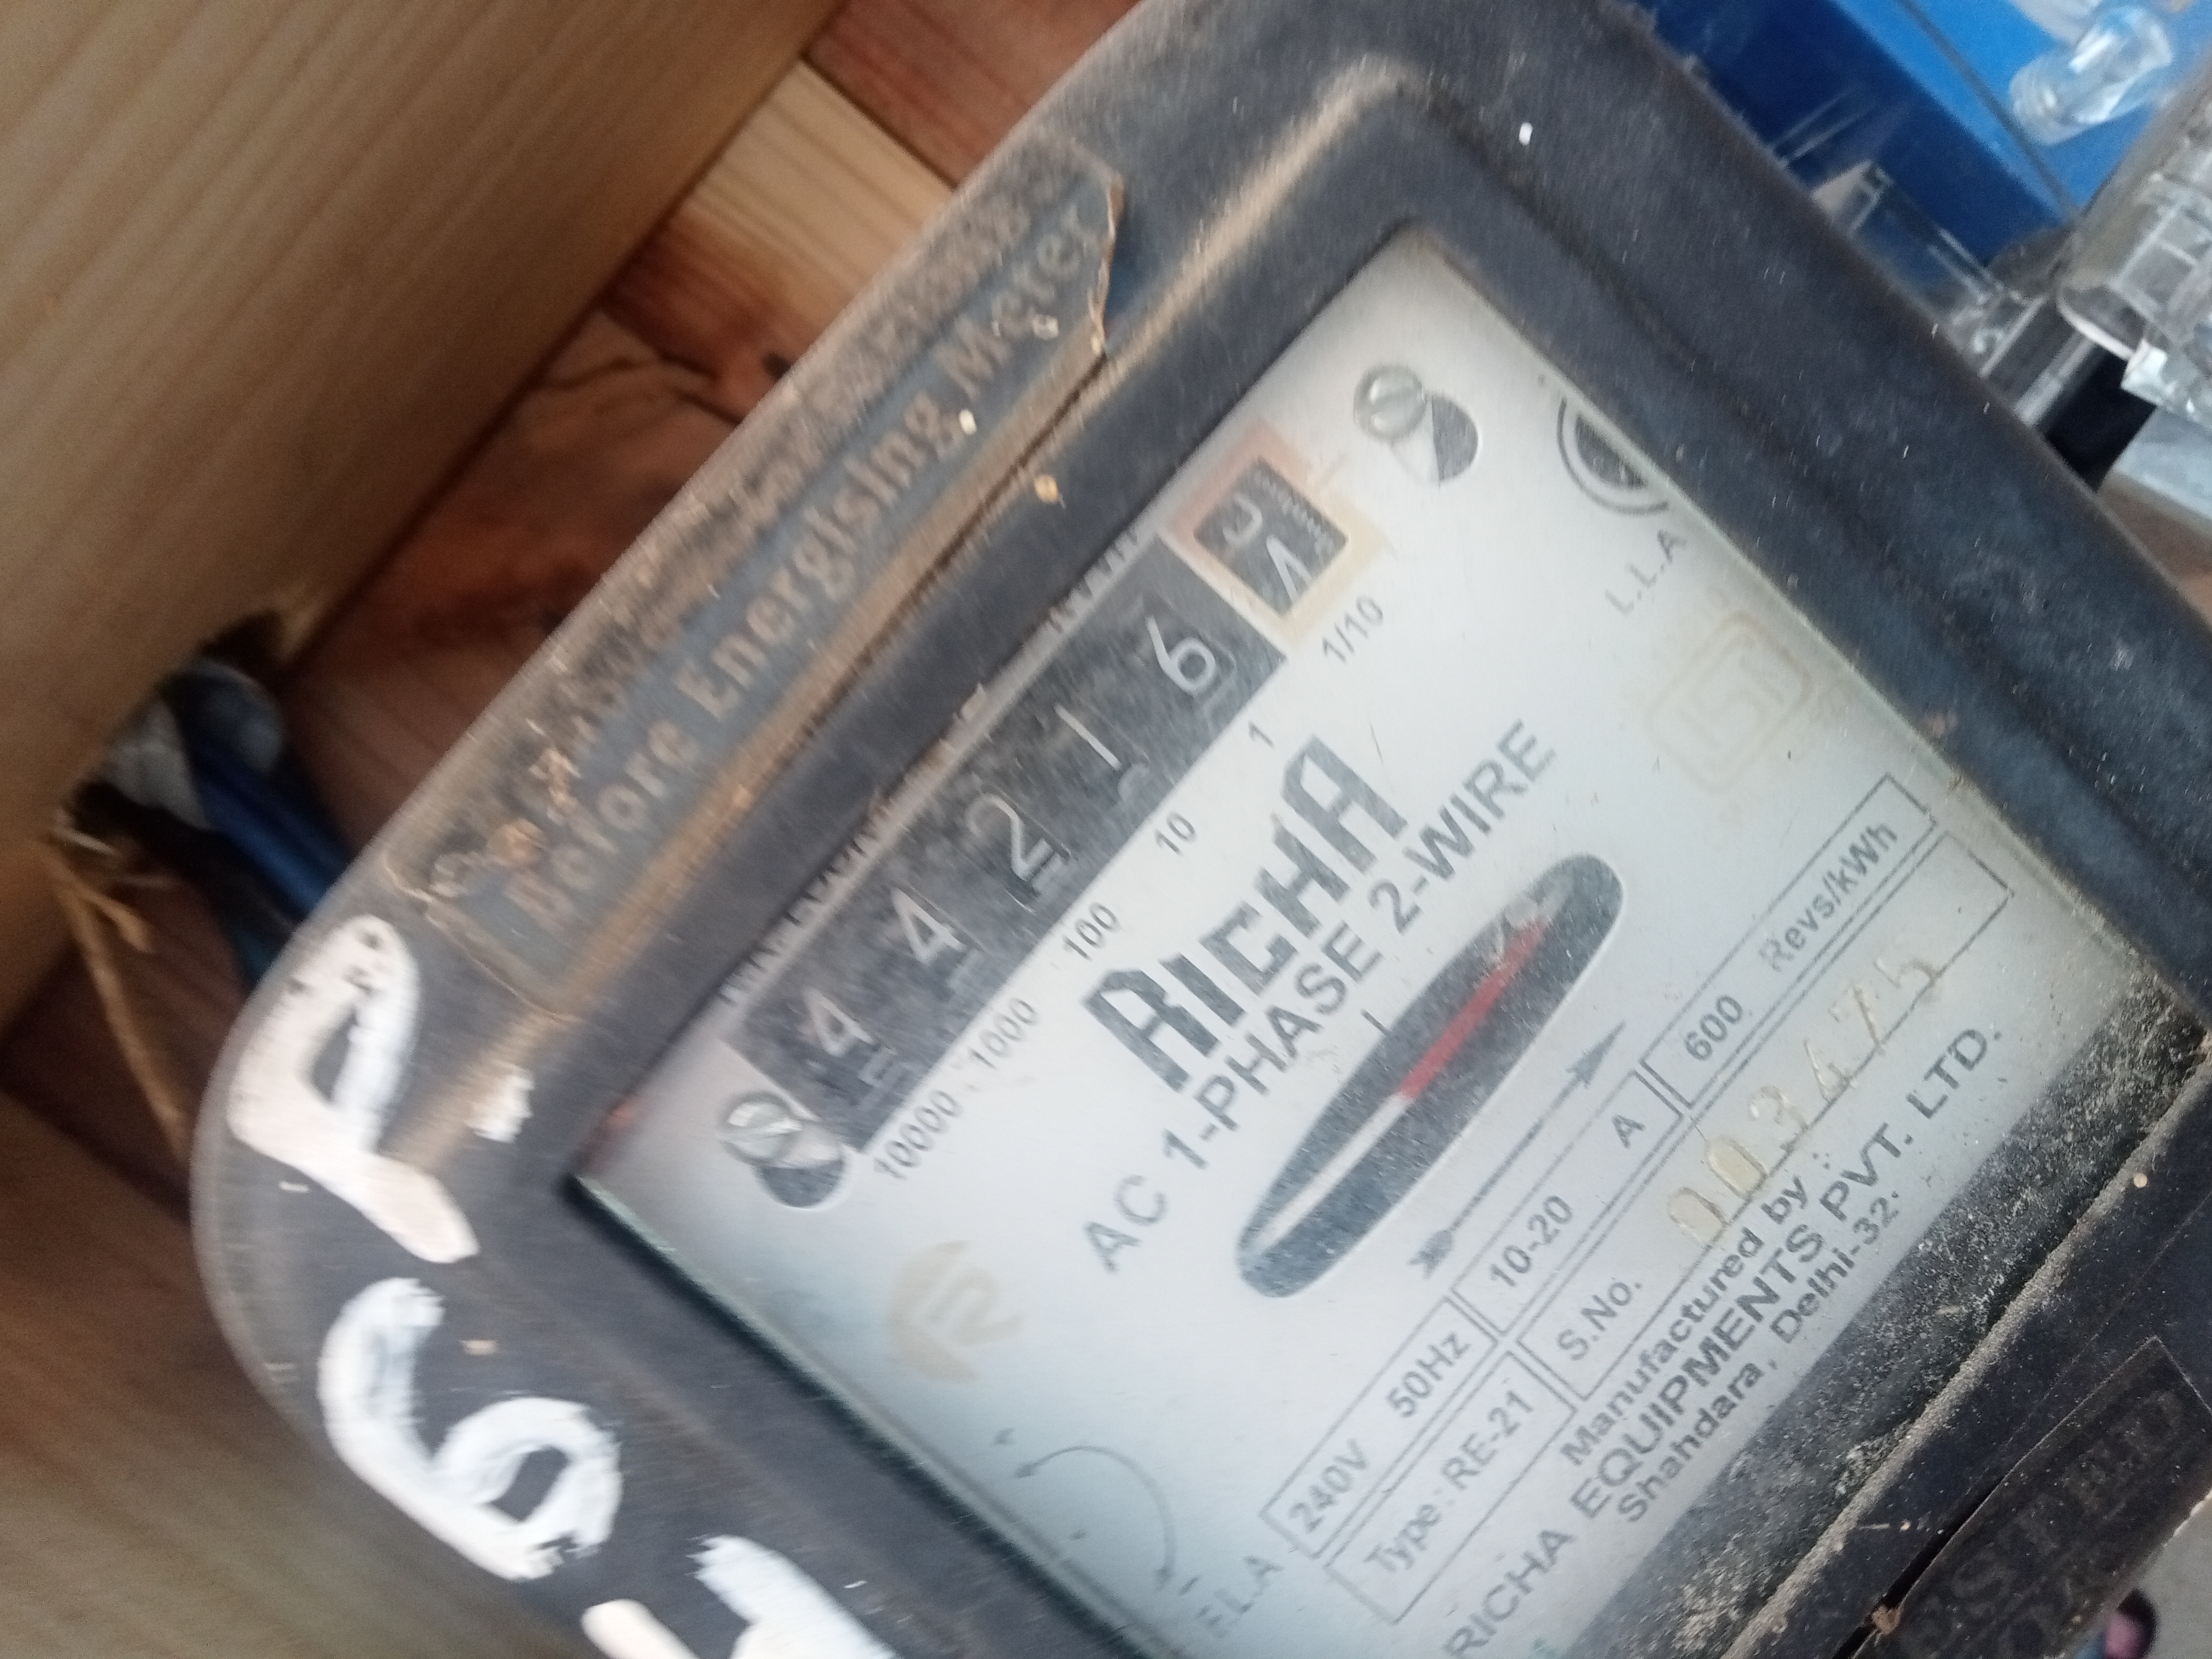 Before Energising Meter
4 4 2 1 6
10000 1000 100 10 1 1/10
L.L.A
RICHA
AC 1-PHASE 2-WIRE
ISI
240V 50Hz 10-20 A 600 Revs/kWh
Type: RE-21 S.No. 003475
Manufactured by :
RICHA EQUIPMENTS PVT. LTD.
Shahdara, Delhi-32